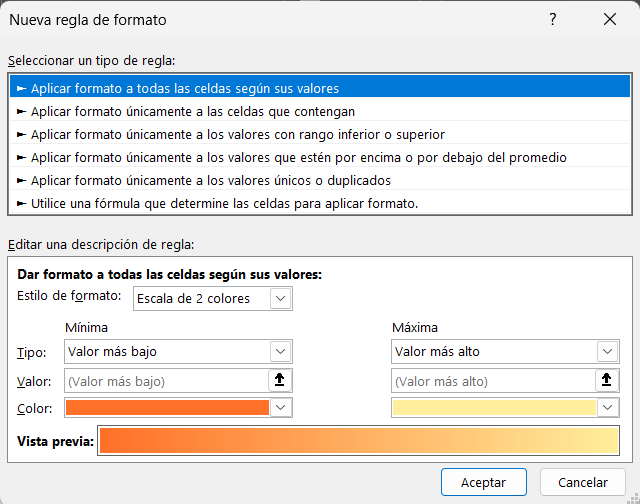 Nueva regla de formato ?
Seleccionar un tipo de regla:
► Aplicar formato a todas las celdas según sus valores
► Aplicar formato únicamente a las celdas que contengan
► Aplicar formato únicamente a los valores con rango inferior o superior
► Aplicar formato únicamente a los valores que estén por encima o por debajo del promedio
► Aplicar formato únicamente a los valores únicos o duplicados
► Utilice una fórmula que determine las celdas para aplicar formato.
Editar una descripción de regla:
Dar formato a todas las celdas según sus valores:
Estilo de formato: Escala de 2 colores
Mínima Máxima
Tipo: Valor más bajo Valor más alto
Valor: (Valor más bajo) (Valor más alto)
Color:
Vista previa:
Aceptar Cancelar